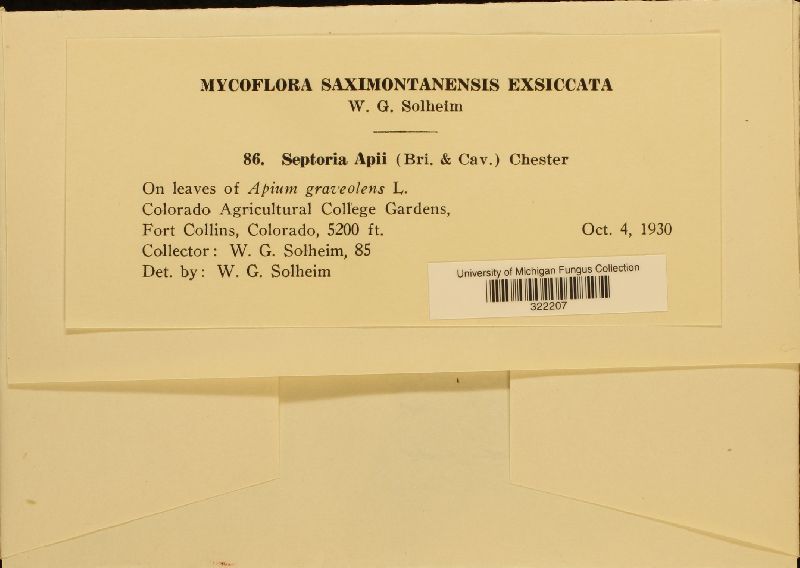 MYCOFLORA SAXIMONTANENSIS EXSICCATA
W. G. Solheim
86. Septoria Apii (Bri. & Cav.) Chester
On leaves of Apium graveolens L.
Colorado Agricultural College Gardens,
Fort Collins, Colorado, 5200 ft. Oct. 4, 1930
Collector: W. G. Solheim, 85
Det. by: W. G. Solheim
University of Michigan Fungus Collection
322207